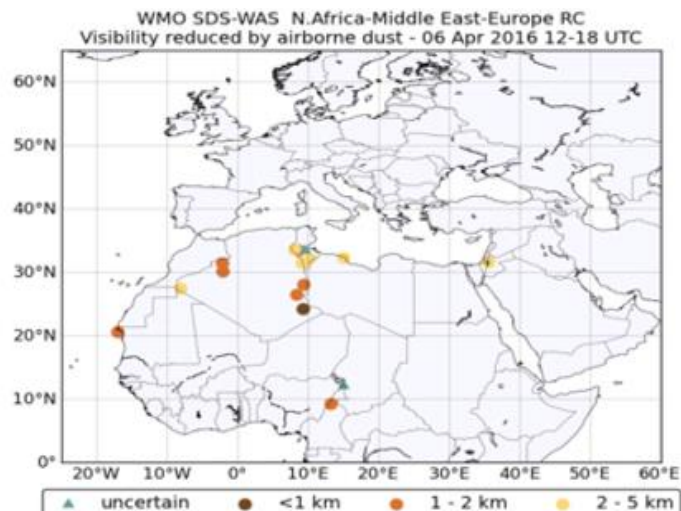 WMO SDS-WAS N.Africa-Middle East-Europe RC
Visibility reduced by airborne dust - 06 Apr 2016 12-18 UTC
60°N
50°N
40°N
30°N
20°N
10°N
0°
20°W 10°W 0° 10°E 20°E 30°E 40°E 50°E 60°E
uncertain <1 km 1 - 2 km 2 - 5 km